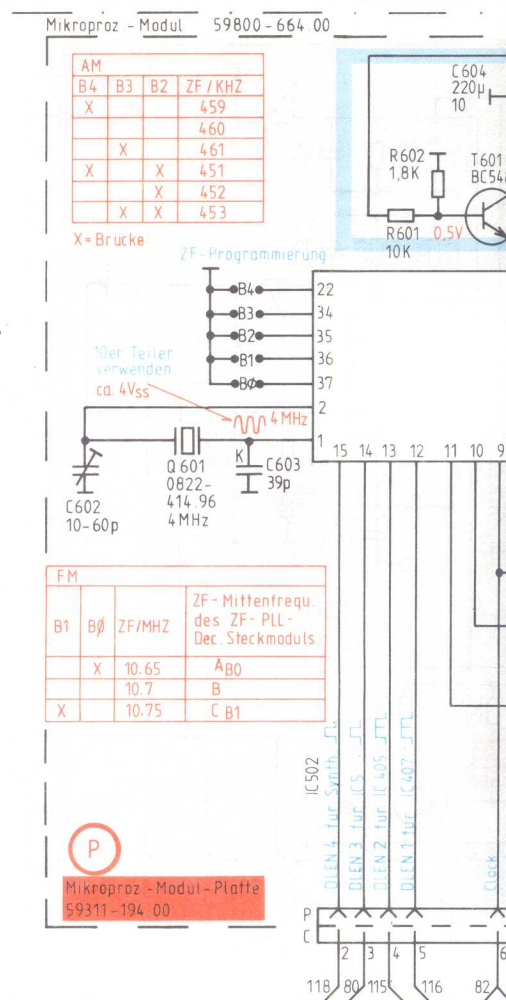 Mikroproz.-Modul 59800-664.00
AM
B4 B3 B2 ZF/KHZ
X 459
460
X 461
X X 451
X 452
X X 453
X=Brücke
C604
220µ
10
R602
1,8K
T601
R601
10K
0,5V
ZF-Programmierung
B4 22
B3 34
B2 35
B1 36
BØ 37
2
1
10er Teiler
verwenden
ca. 4Vss
4 MHz
K
Q601
0822-
414.96
4MHz
C603
39p
C602
10-60p
15 14 13 12 11 10 9
FM
B1 BØ ZF/MHZ ZF-Mittenfrequ.
des ZF-PLL-
Dec. Steckmoduls
X 10.65 A B0
10.7 B
X 10.75 C B1
IC502
DLEN 4 für Synth.
DLEN 3 für IC5
DLEN 2 für IC405
DLEN 1 für IC407
Clock
P
Mikroproz.-Modul-Platte
59311-194.00
P
C
2 3 4 5 6
118 80 115 116 82